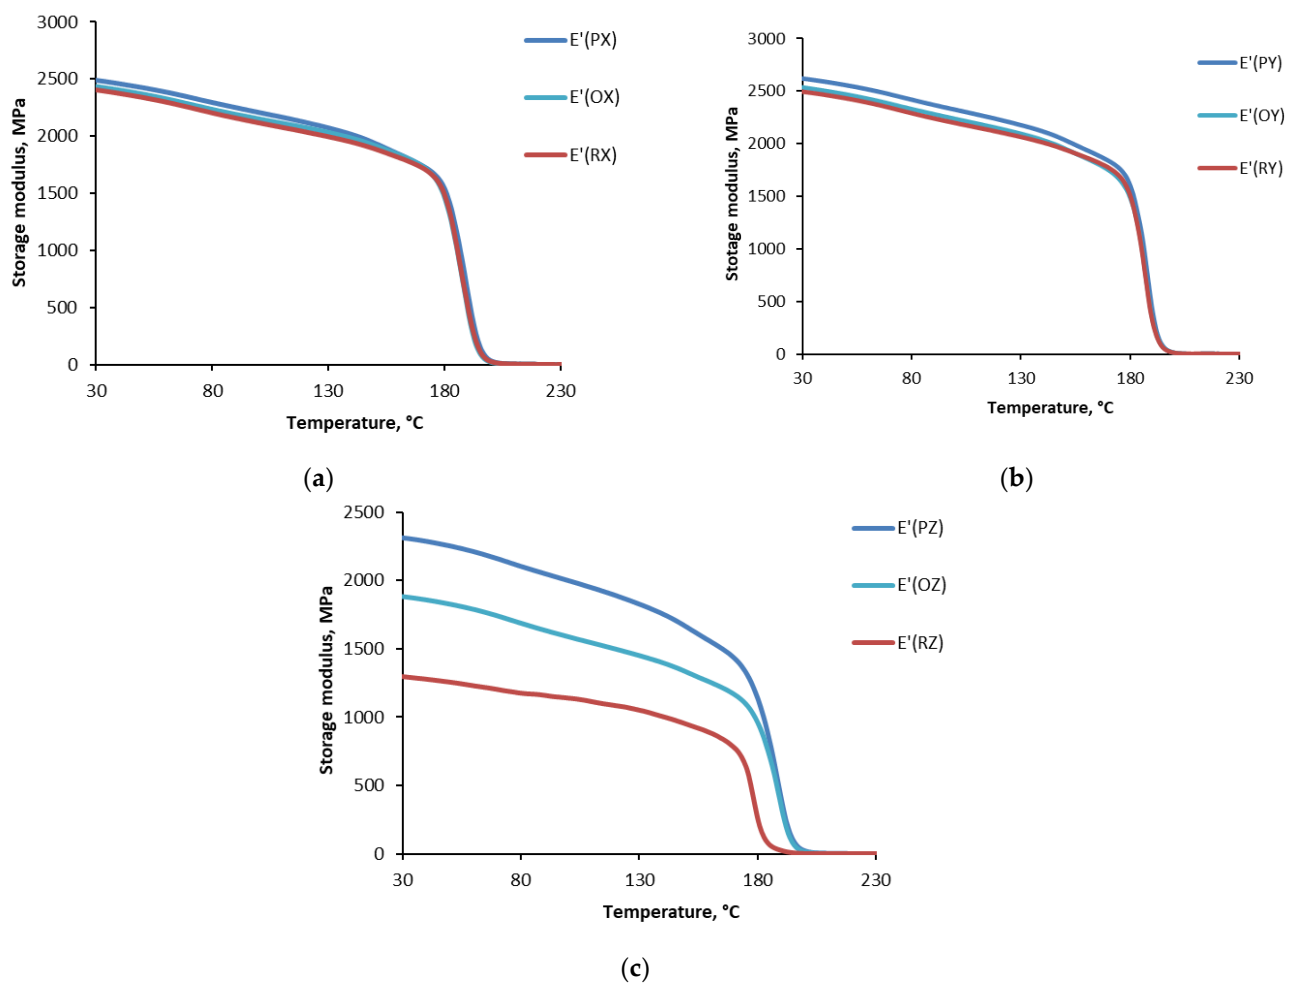 3000
2500
2000
1500
1000
500
0
Storage modulus, MPa
30 80 130 180 230
Temperature, °C
E'(PX)
E'(OX)
E'(RX)
(a)
3000
2500
2000
1500
1000
500
0
Stotage modulus, MPa
30 80 130 180 230
Temperature, °C
E'(PY)
E'(OY)
E'(RY)
(b)
2500
2000
1500
1000
500
0
Storage modulus, MPa
30 80 130 180 230
Temperature, °C
E'(PZ)
E'(OZ)
E'(RZ)
(c)